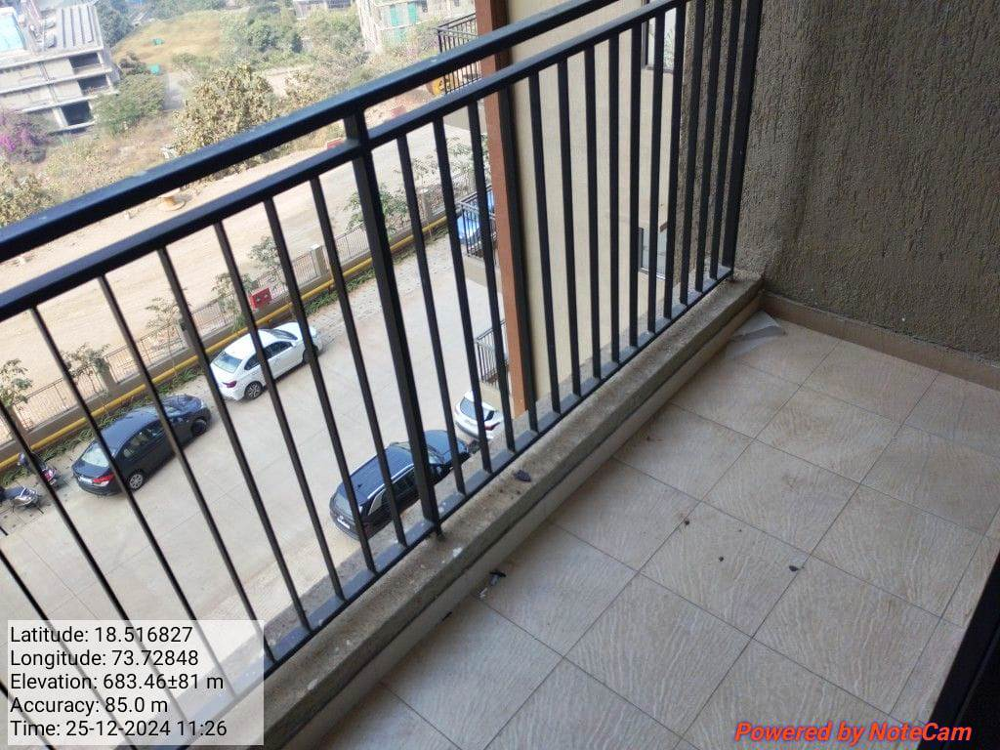 Latitude: 18.516827
Longitude: 73.72848
Elevation: 683.46±81 m
Accuracy: 85.0 m
Time: 25-12-2024 11:26
Powered by NoteCam